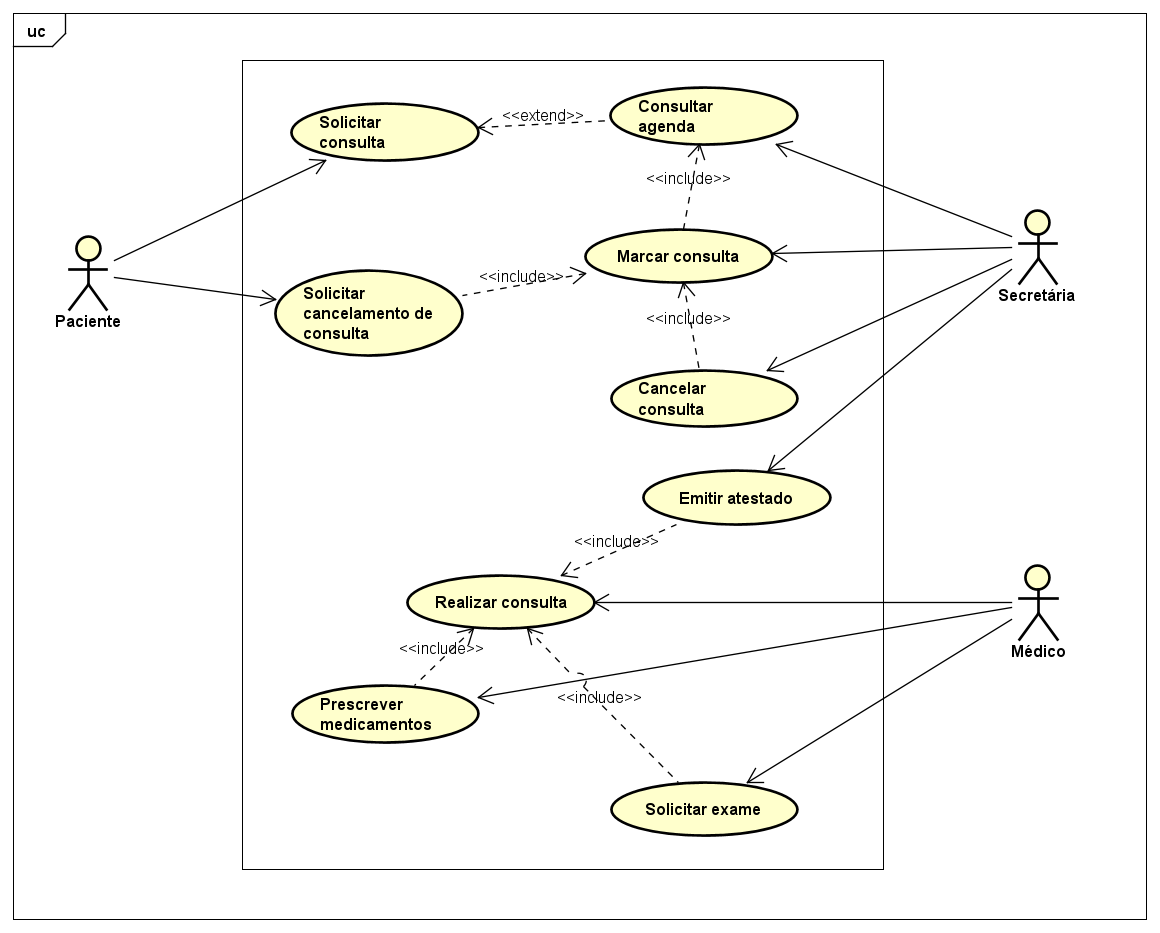 uc
Solicitar
consulta
<<extend>>
Consultar
agenda
<<include>>
Marcar consulta
<<include>>
Solicitar
cancelamento de
consulta
Paciente
Secretária
<<include>>
Cancelar
consulta
Emitir atestado
<<include>>
Realizar consulta
<<include>>
Médico
Prescrever
medicamentos
<<include>>
Solicitar exame